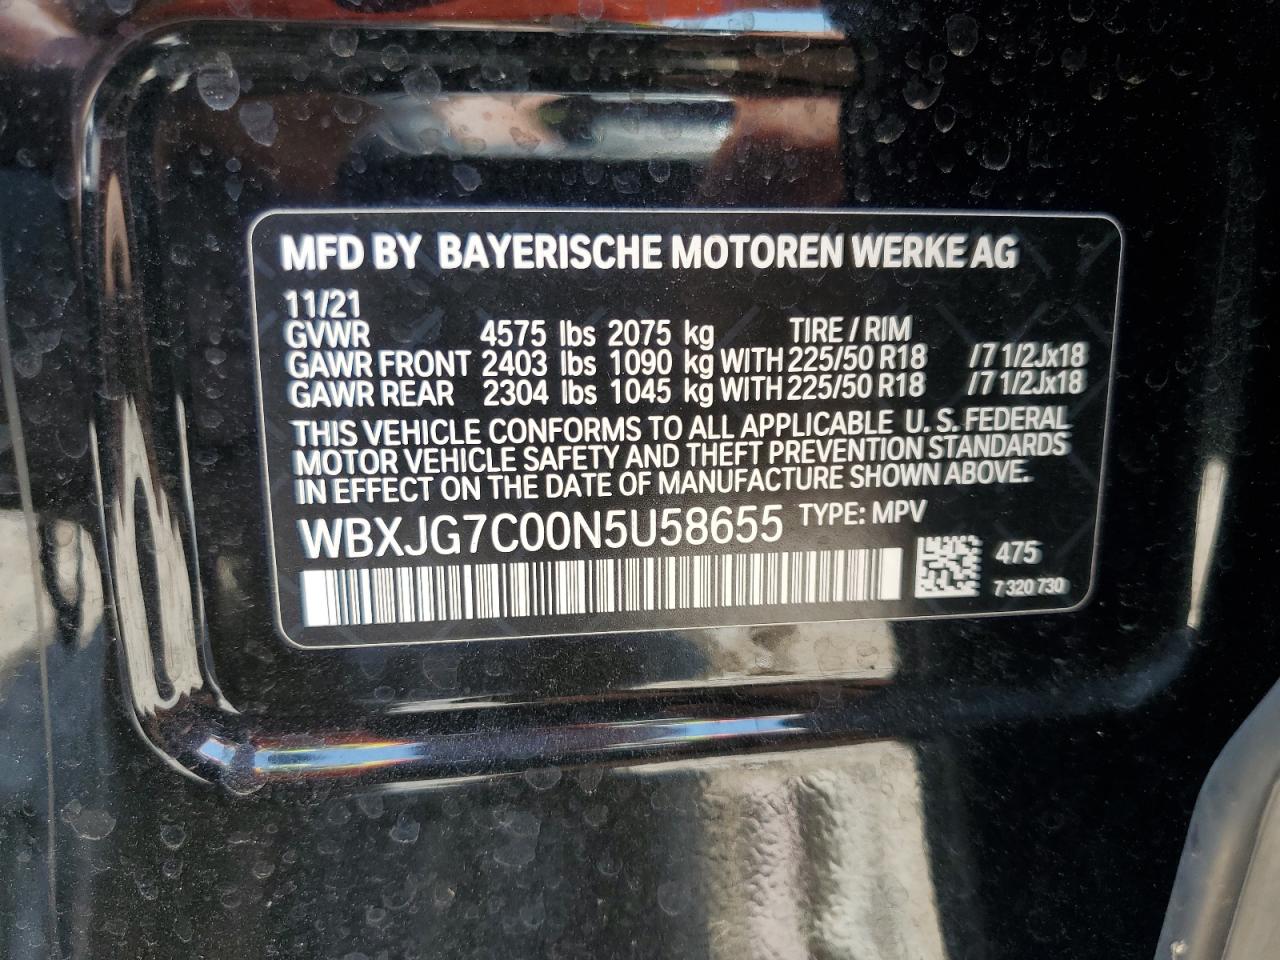 MFD BY BAYERISCHE MOTOREN WERKE AG
11/21
GVWR 4575 lbs 2075 kg TIRE / RIM
GAWR FRONT 2403 lbs 1090 kg WITH 225/50 R18 /7 1/2Jx18
GAWR REAR 2304 lbs 1045 kg WITH 225/50 R18 /7 1/2Jx18
THIS VEHICLE CONFORMS TO ALL APPLICABLE U. S. FEDERAL
MOTOR VEHICLE SAFETY AND THEFT PREVENTION STANDARDS
IN EFFECT ON THE DATE OF MANUFACTURE SHOWN ABOVE.
WBXJG7C00N5U58655 TYPE: MPV
475
7 320 730